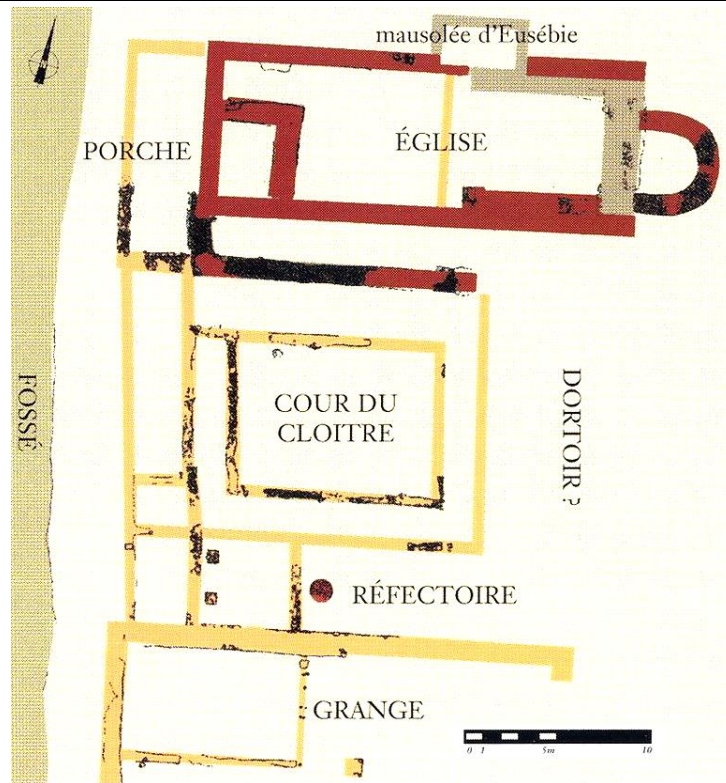 mausolée d'Eusébie
PORCHE
ÉGLISE
FOSSÉ
COUR DU
CLOITRE
DORTOIR ?
RÉFECTOIRE
GRANGE
0 1 5m 10